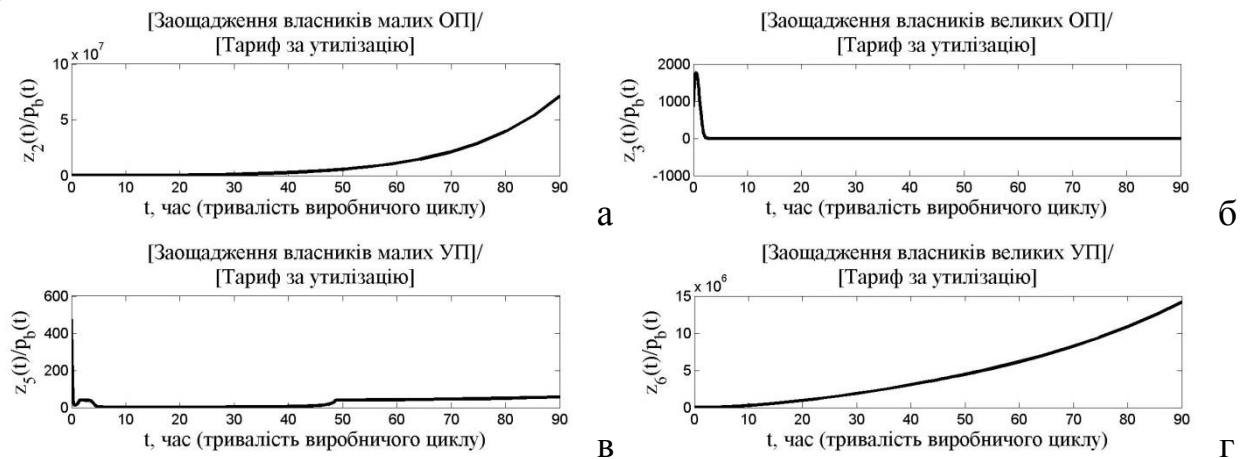 [Заощадження власників малих ОП]/
[Тариф за утилізацію]
x 10^7
z_2(t)/p_b(t)
10
5
0
0 10 20 30 40 50 60 70 80 90
t, час (тривалість виробничого циклу)
а
[Заощадження власників великих ОП]/
[Тариф за утилізацію]
z_3(t)/p_b(t)
2000
1000
0
-1000
0 10 20 30 40 50 60 70 80 90
t, час (тривалість виробничого циклу)
б
[Заощадження власників малих УП]/
[Тариф за утилізацію]
z_5(t)/p_b(t)
600
400
200
0
0 10 20 30 40 50 60 70 80 90
t, час (тривалість виробничого циклу)
в
[Заощадження власників великих УП]/
[Тариф за утилізацію]
x 10^6
z_6(t)/p_b(t)
15
10
5
0
0 10 20 30 40 50 60 70 80 90
t, час (тривалість виробничого циклу)
г